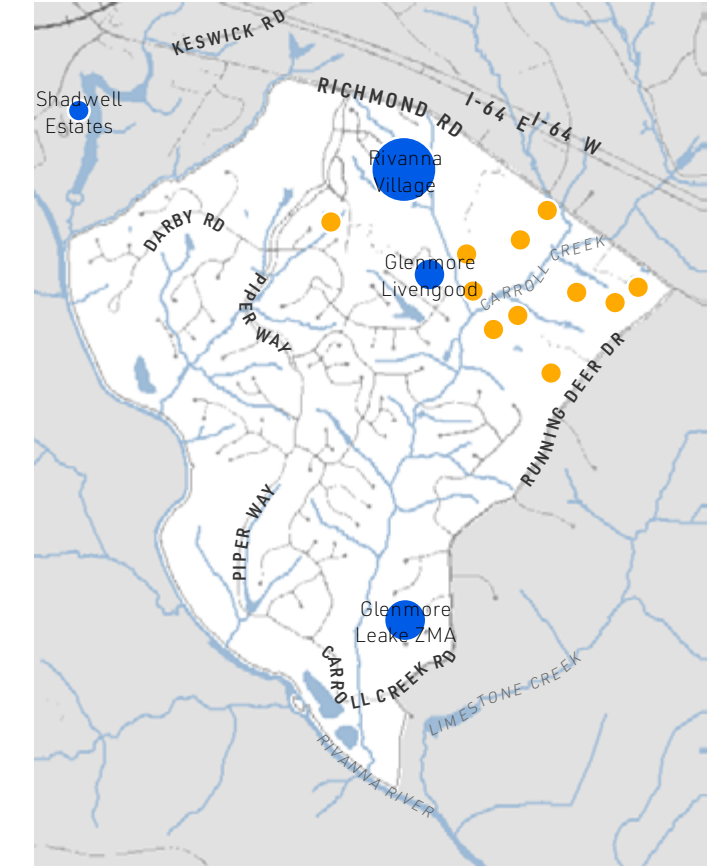 KESWICK RD
Shadwell
Estates
RICHMOND RD
I-64 E
I-64 W
Rivanna
Village
DARBY RD
CARROLL CREEK
Glenmore
Livengood
PIPER WAY
RUNNING DEER DR
PIPER WAY
Glenmore
Leake ZMA
CARROLL CREEK RD
LIMESTONE CREEK
RIVANNA RIVER